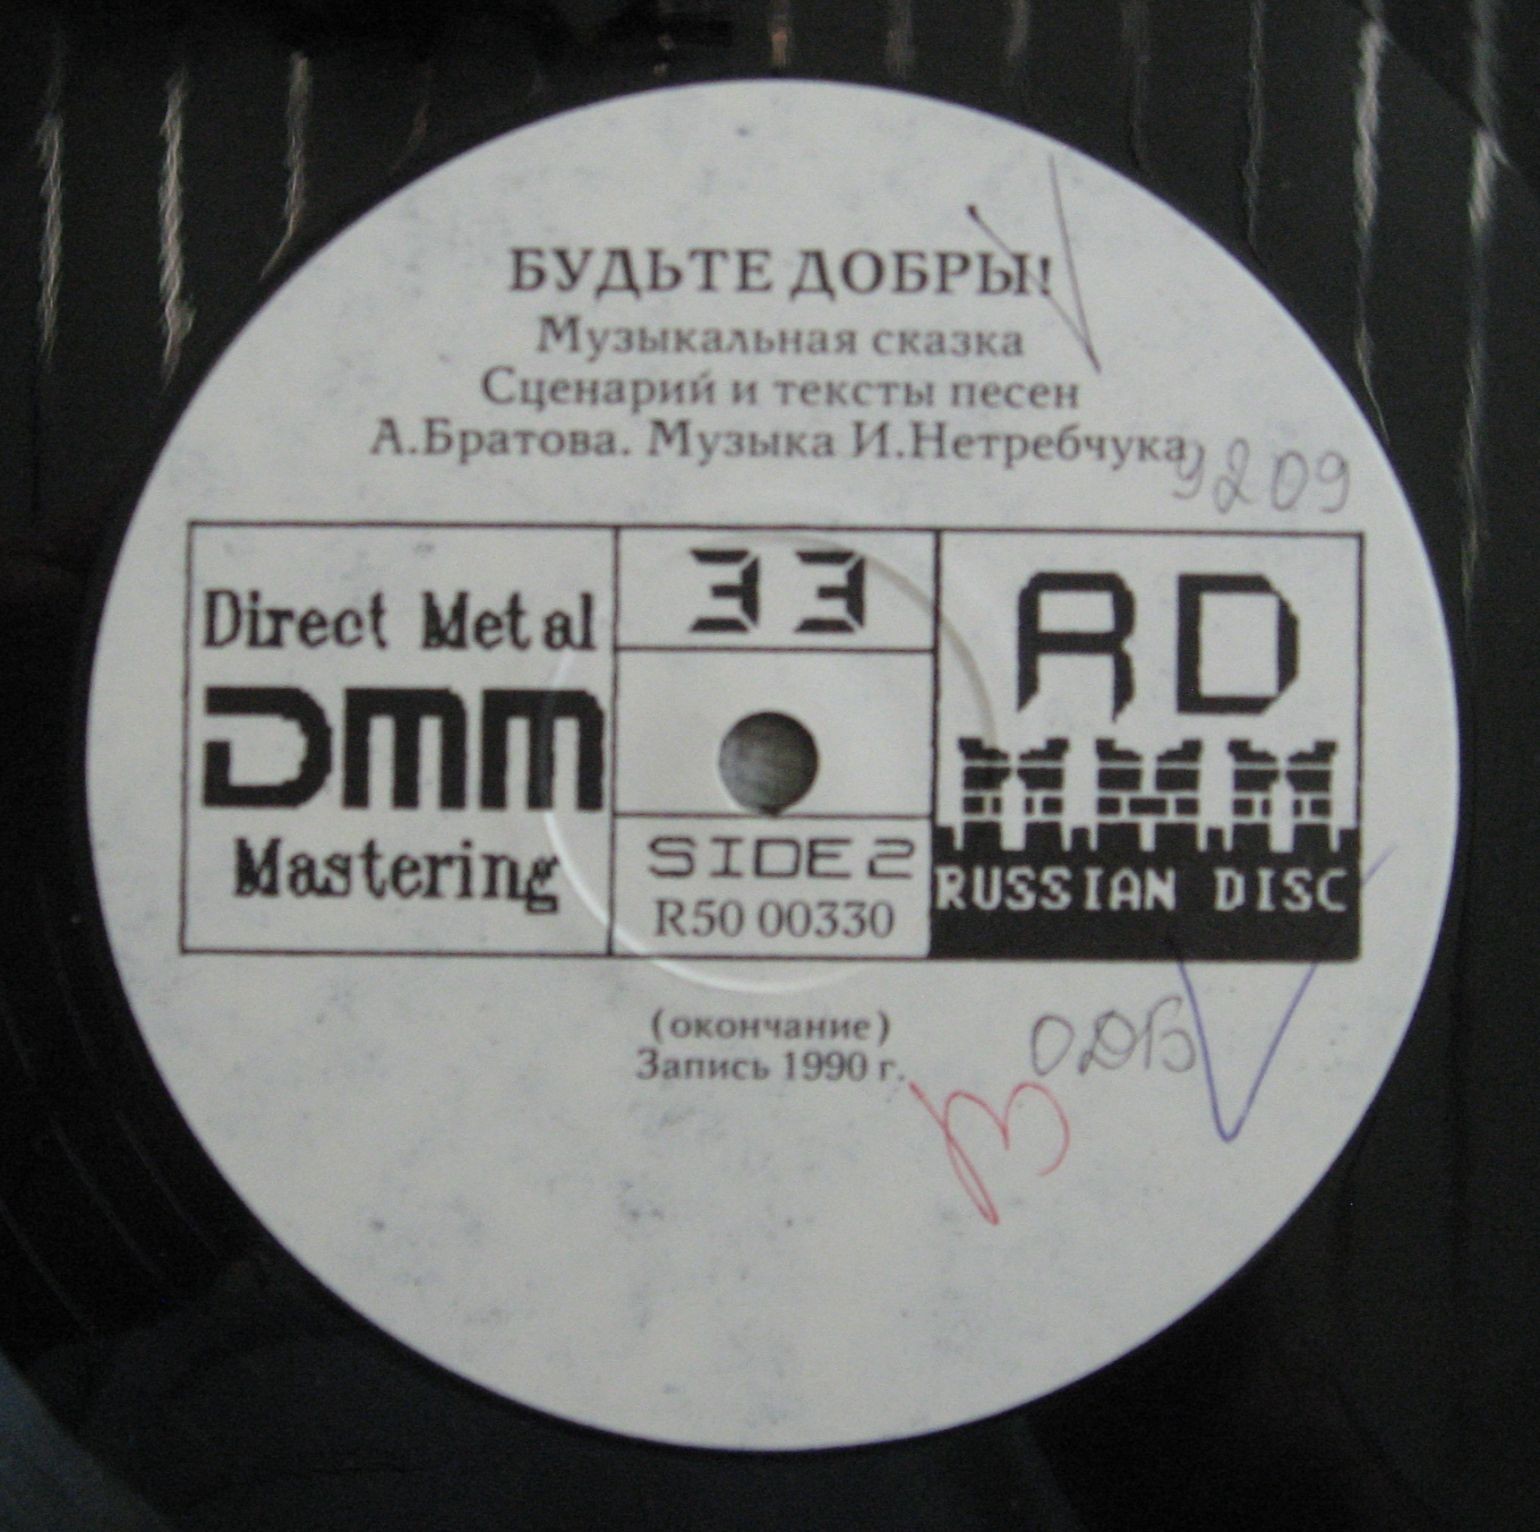 БУДЬТЕ ДОБРЫ!
Музыкальная сказка
Сценарий и тексты песен
А.Братова. Музыка И.Нетребчука
9209
Direct Metal
DMM
Mastering
33
SIDE 2
R50 00330
RD
RUSSIAN DISC
(окончание)
Запись 1990 г.
ОДБ